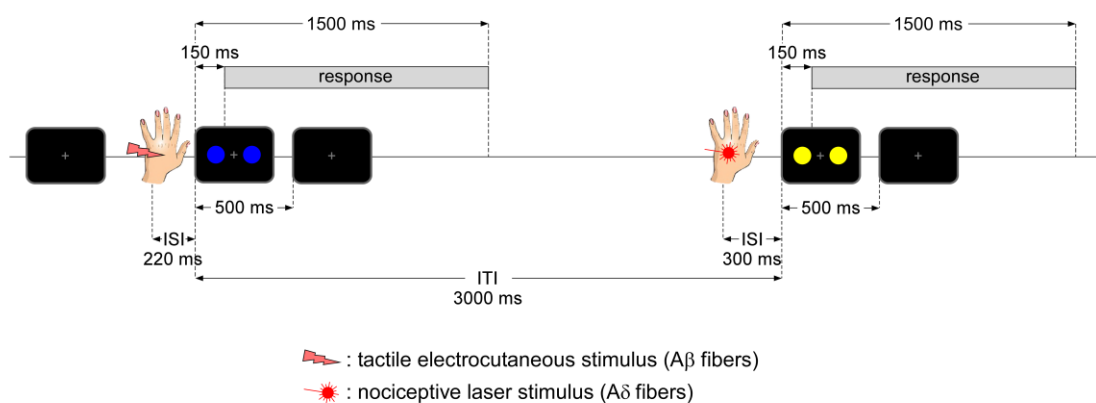 1500 ms
1500 ms
150 ms
150 ms
response
response
500 ms
500 ms
ISI
220 ms
ISI
300 ms
ITI
3000 ms
: tactile electrocutaneous stimulus (Aβ fibers)
: nociceptive laser stimulus (Aδ fibers)